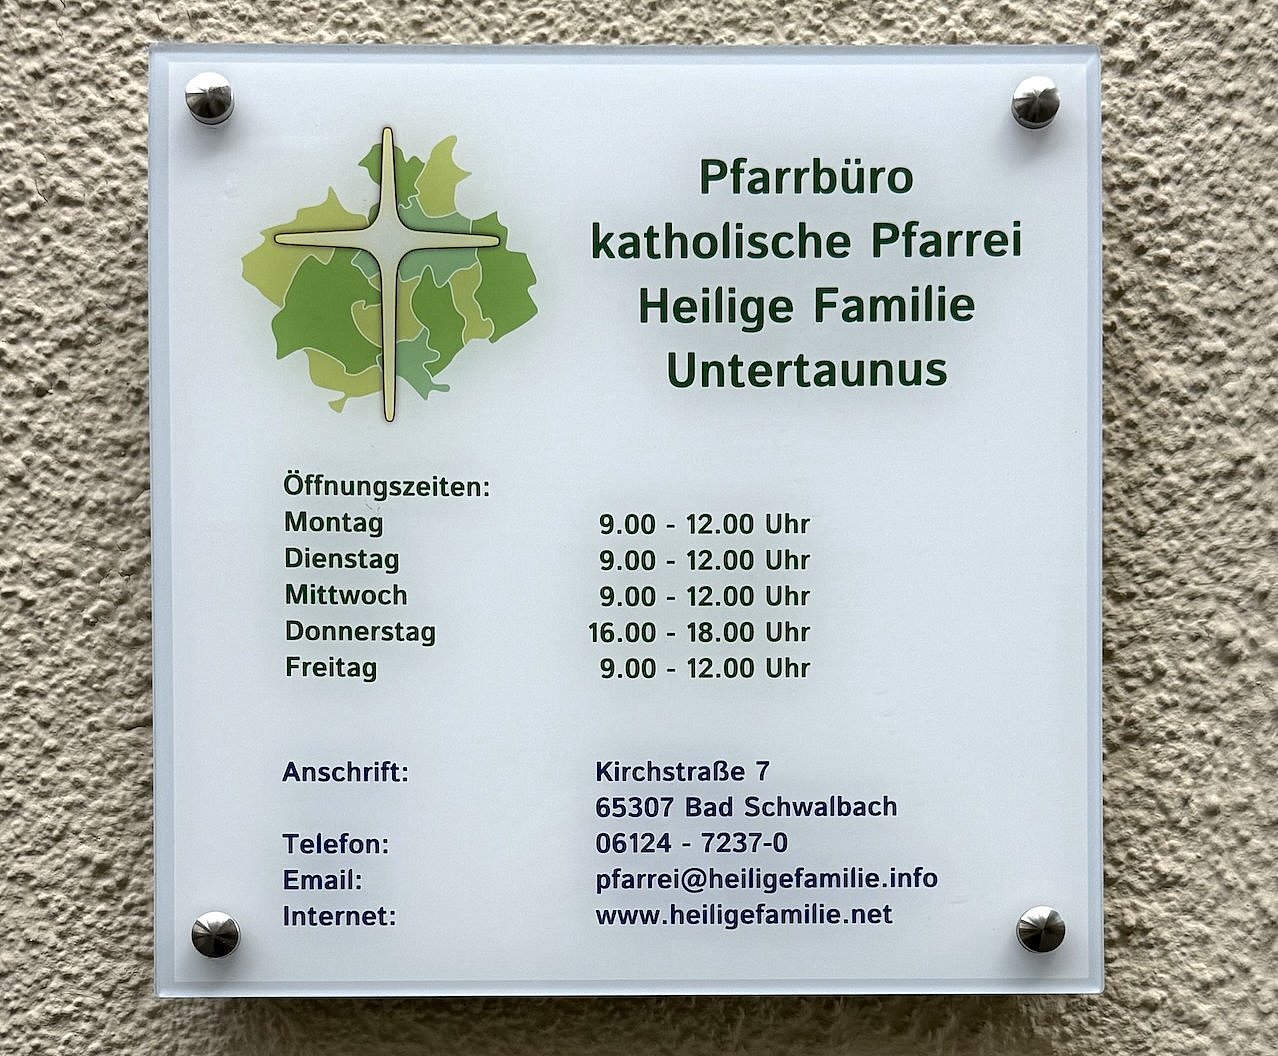 Pfarrbüro
katholische Pfarrei
Heilige Familie
Untertaunus
Öffnungszeiten:
Montag 9.00 - 12.00 Uhr
Dienstag 9.00 - 12.00 Uhr
Mittwoch 9.00 - 12.00 Uhr
Donnerstag 16.00 - 18.00 Uhr
Freitag 9.00 - 12.00 Uhr
Anschrift: Kirchstraße 7
65307 Bad Schwalbach
Telefon: 06124 - 7237-0
Email: pfarrei@heiligefamilie.info
Internet: www.heiligefamilie.net